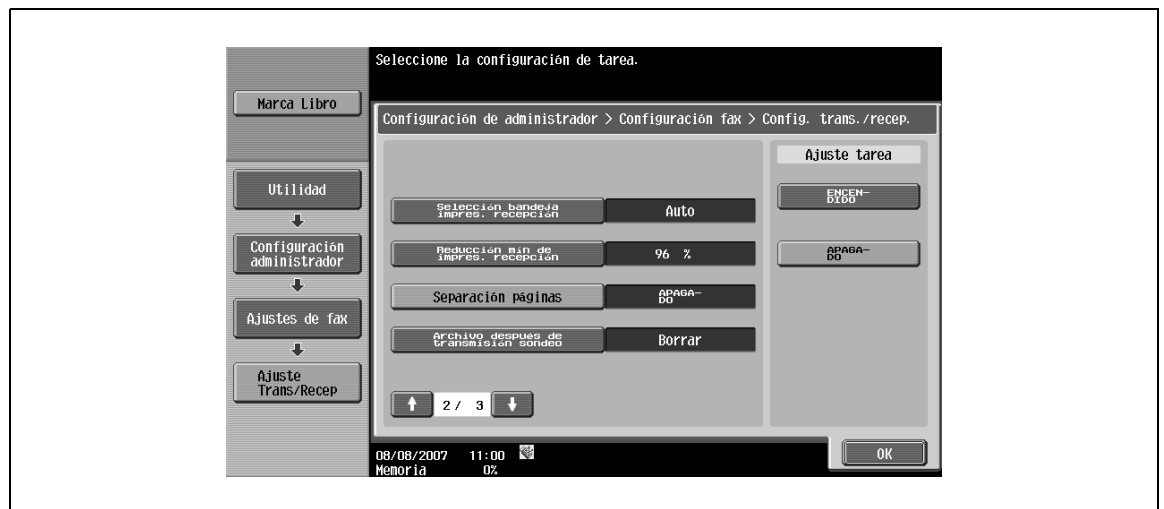 Seleccione la configuración de tarea.
Marca Libro
Configuración de administrador > Configuración fax > Config. trans./recep.
Ajuste tarea
Utilidad
Configuración
administrador
Ajustes de fax
Ajuste
Trans/Recep
Selección bandeja
impres. recepción
Auto
Reducción mín de
impres. recepción
96 %
Separación páginas
APAGA-
DO
Archivo después de
transmisión sondeo
Borrar
ENCEN-
DIDO
APAGA-
DO
2/ 3
08/08/2007 11:00
Memoria 0%
OK